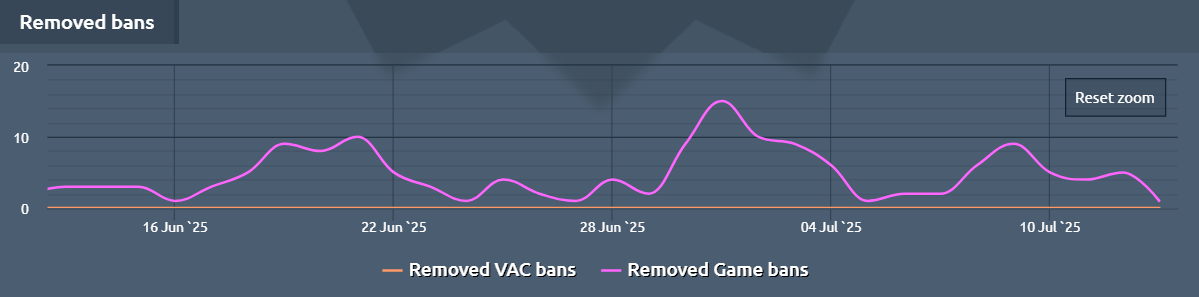 Removed bans
20
Reset zoom
10
0
16 Jun `25
22 Jun `25
28 Jun `25
04 Jul `25
10 Jul `25
Removed VAC bans
Removed Game bans